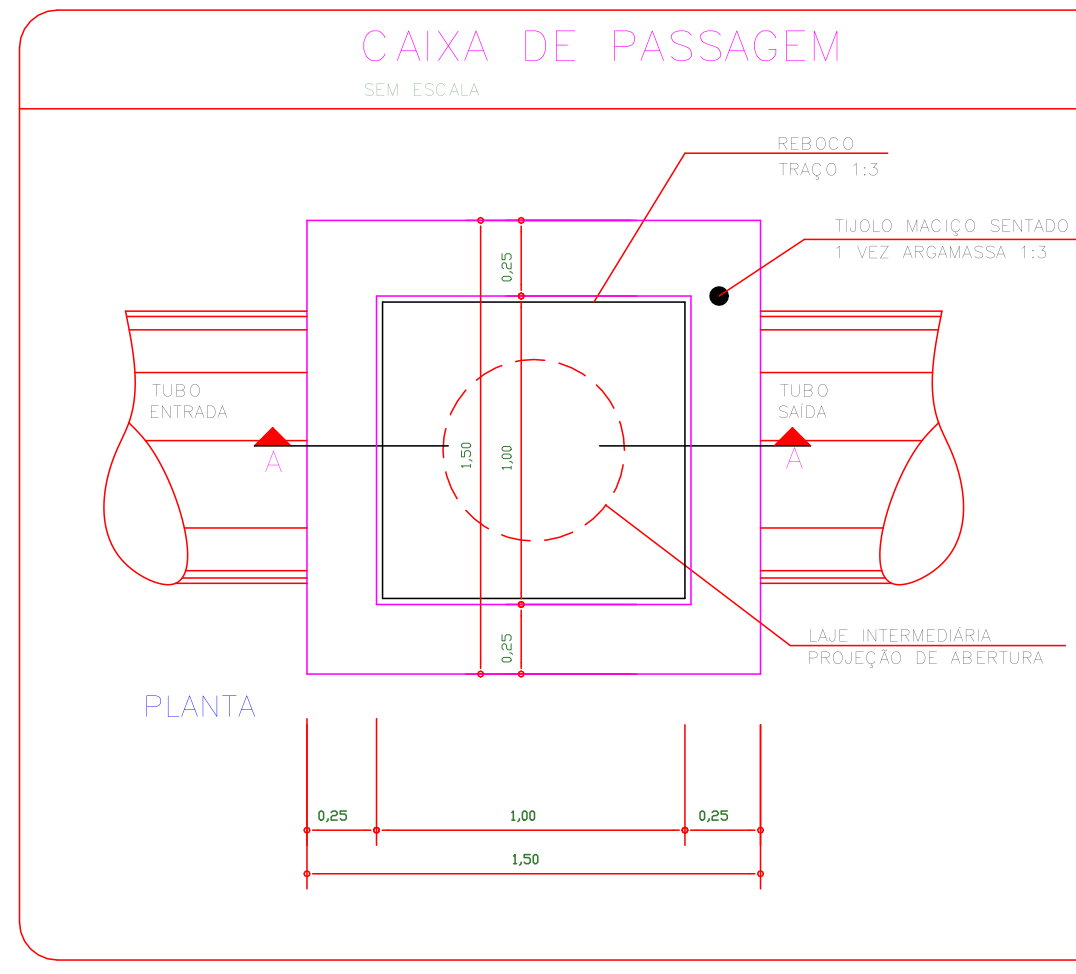 CAIXA DE PASSAGEM
SEM ESCALA
REBOCO
TRAÇO 1:3
TIJOLO MACIÇO SENTADO
1 VEZ ARGAMASSA 1:3
0,25
TUBO
ENTRADA
TUBO
SAÍDA
A
A
1,50
1,00
0,25
LAJE INTERMEDIÁRIA
PROJEÇÃO DE ABERTURA
PLANTA
0,25
1,00
0,25
1,50